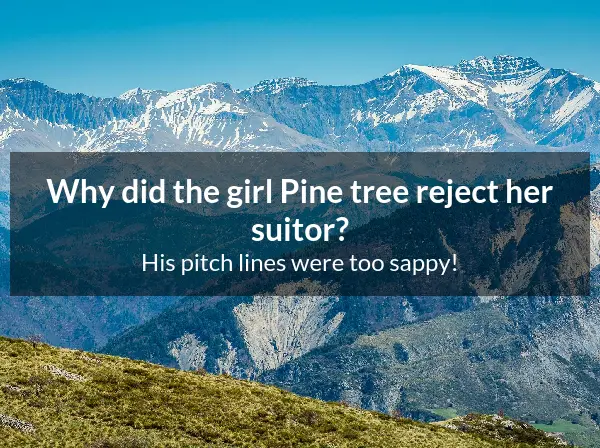 Why did the girl Pine tree reject her
suitor?
His pitch lines were too sappy!